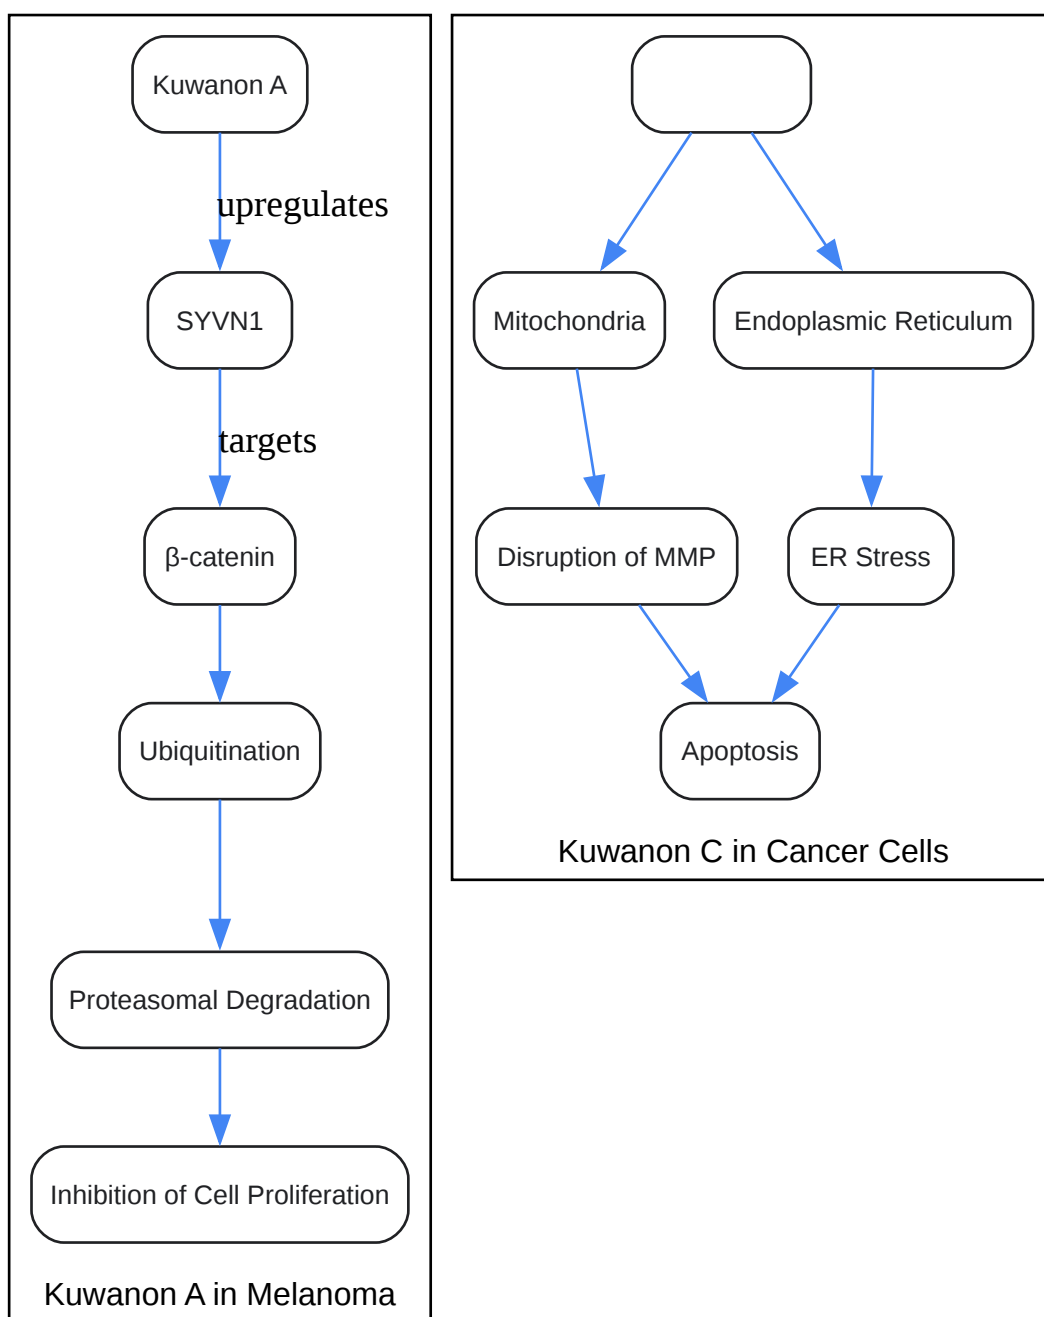 Kuwanon A
upregulates
SYVN1
targets
β-catenin
Ubiquitination
Proteasomal Degradation
Inhibition of Cell Proliferation
Kuwanon A in Melanoma
Mitochondria
Endoplasmic Reticulum
Disruption of MMP
ER Stress
Apoptosis
Kuwanon C in Cancer Cells